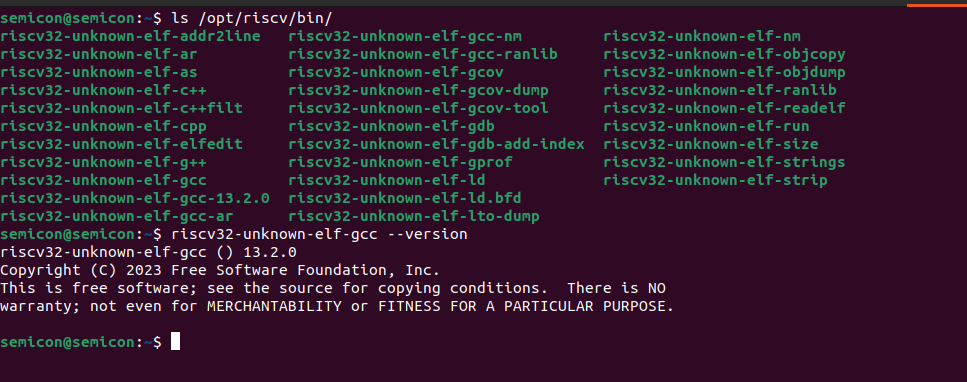 semicon@semicon:~$ ls /opt/riscv/bin/
riscv32-unknown-elf-addr2line riscv32-unknown-elf-gcc-nm riscv32-unknown-elf-nm
riscv32-unknown-elf-ar riscv32-unknown-elf-gcc-ranlib riscv32-unknown-elf-objcopy
riscv32-unknown-elf-as riscv32-unknown-elf-gcov riscv32-unknown-elf-objdump
riscv32-unknown-elf-c++ riscv32-unknown-elf-gcov-dump riscv32-unknown-elf-ranlib
riscv32-unknown-elf-c++filt riscv32-unknown-elf-gcov-tool riscv32-unknown-elf-readelf
riscv32-unknown-elf-cpp riscv32-unknown-elf-gdb riscv32-unknown-elf-run
riscv32-unknown-elf-elfedit riscv32-unknown-elf-gdb-add-index riscv32-unknown-elf-size
riscv32-unknown-elf-g++ riscv32-unknown-elf-gprof riscv32-unknown-elf-strings
riscv32-unknown-elf-gcc riscv32-unknown-elf-ld riscv32-unknown-elf-strip
riscv32-unknown-elf-gcc-13.2.0 riscv32-unknown-elf-ld.bfd
riscv32-unknown-elf-gcc-ar riscv32-unknown-elf-lto-dump
semicon@semicon:~$ riscv32-unknown-elf-gcc --version
riscv32-unknown-elf-gcc () 13.2.0
Copyright (C) 2023 Free Software Foundation, Inc.
This is free software; see the source for copying conditions.  There is NO
warranty; not even for MERCHANTABILITY or FITNESS FOR A PARTICULAR PURPOSE.
semicon@semicon:~$